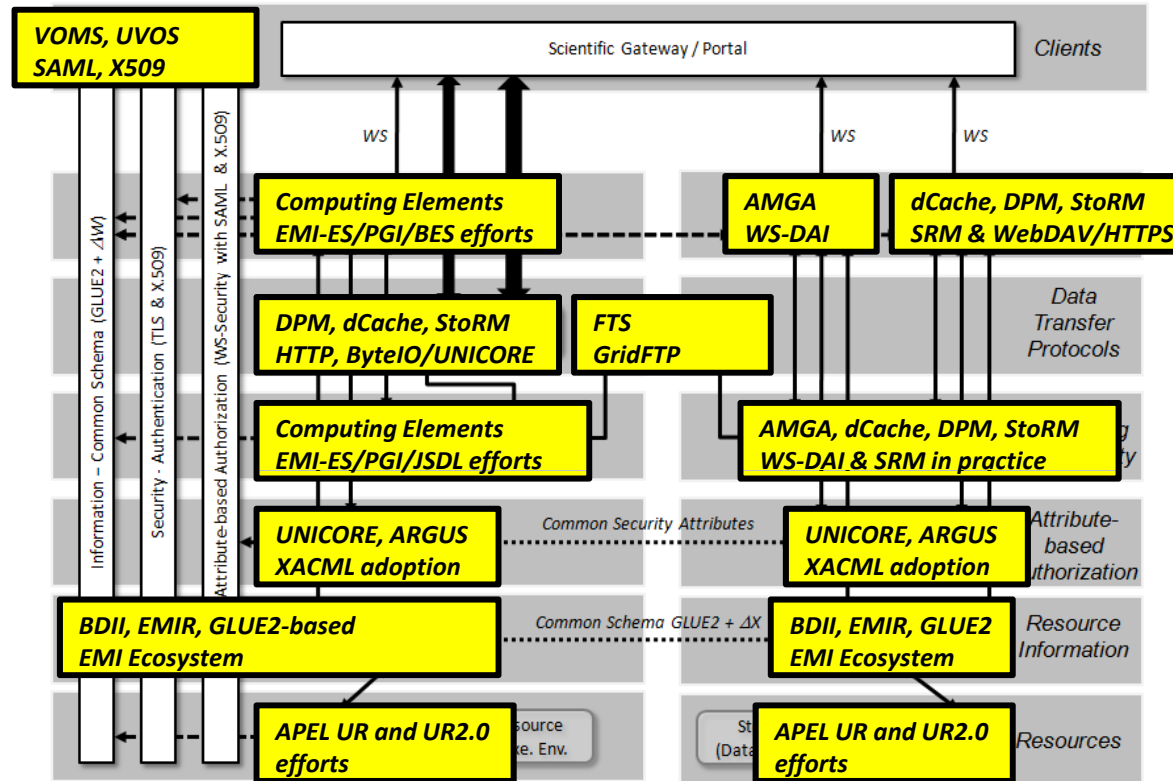 VOMS, UVOS
SAML, X509
Scientific Gateway / Portal
Clients
WS
WS
WS
Information – Common Schema (GLUE2 + ΔW)
Security - Authentication (TLS & X.509)
Attribute-based Authorization (WS-Security with SAML & X.509)
Computing Elements
EMI-ES/PGI/BES efforts
AMGA
WS-DAI
dCache, DPM, StoRM
SRM & WebDAV/HTTPS
DPM, dCache, StoRM
HTTP, ByteIO/UNICORE
FTS
GridFTP
Data
Transfer
Protocols
Computing Elements
EMI-ES/PGI/JSDL efforts
AMGA, dCache, DPM, StoRM
WS-DAI & SRM in practice
UNICORE, ARGUS
XACML adoption
Common Security Attributes
UNICORE, ARGUS
XACML adoption
Attribute-
based
uthorization
BDII, EMIR, GLUE2-based
EMI Ecosystem
Common Schema GLUE2 + ΔX
BDII, EMIR, GLUE2
EMI Ecosystem
Resource
Information
APEL UR and UR2.0
efforts
source
Env.
St
(Data
APEL UR and UR2.0
efforts
Resources